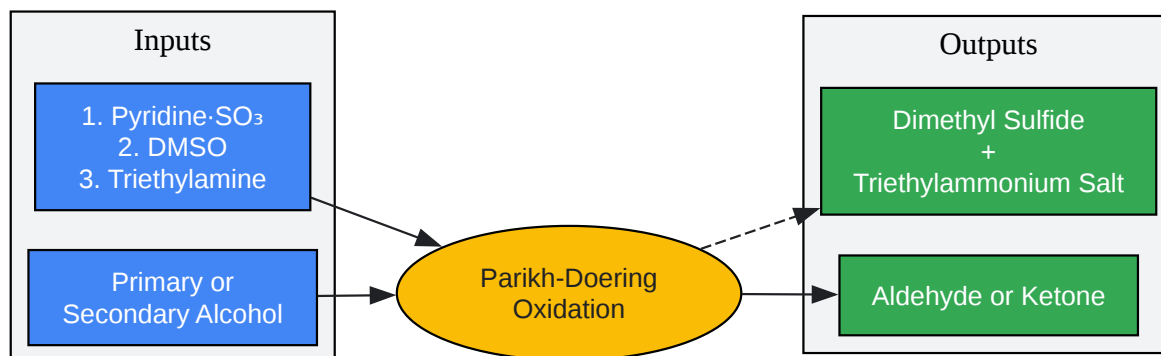 Inputs
1. Pyridine·SO₃
2. DMSO
3. Triethylamine
Primary or
Secondary Alcohol
Parikh-Doering
Oxidation
Outputs
Dimethyl Sulfide
+
Triethylammonium Salt
Aldehyde or Ketone